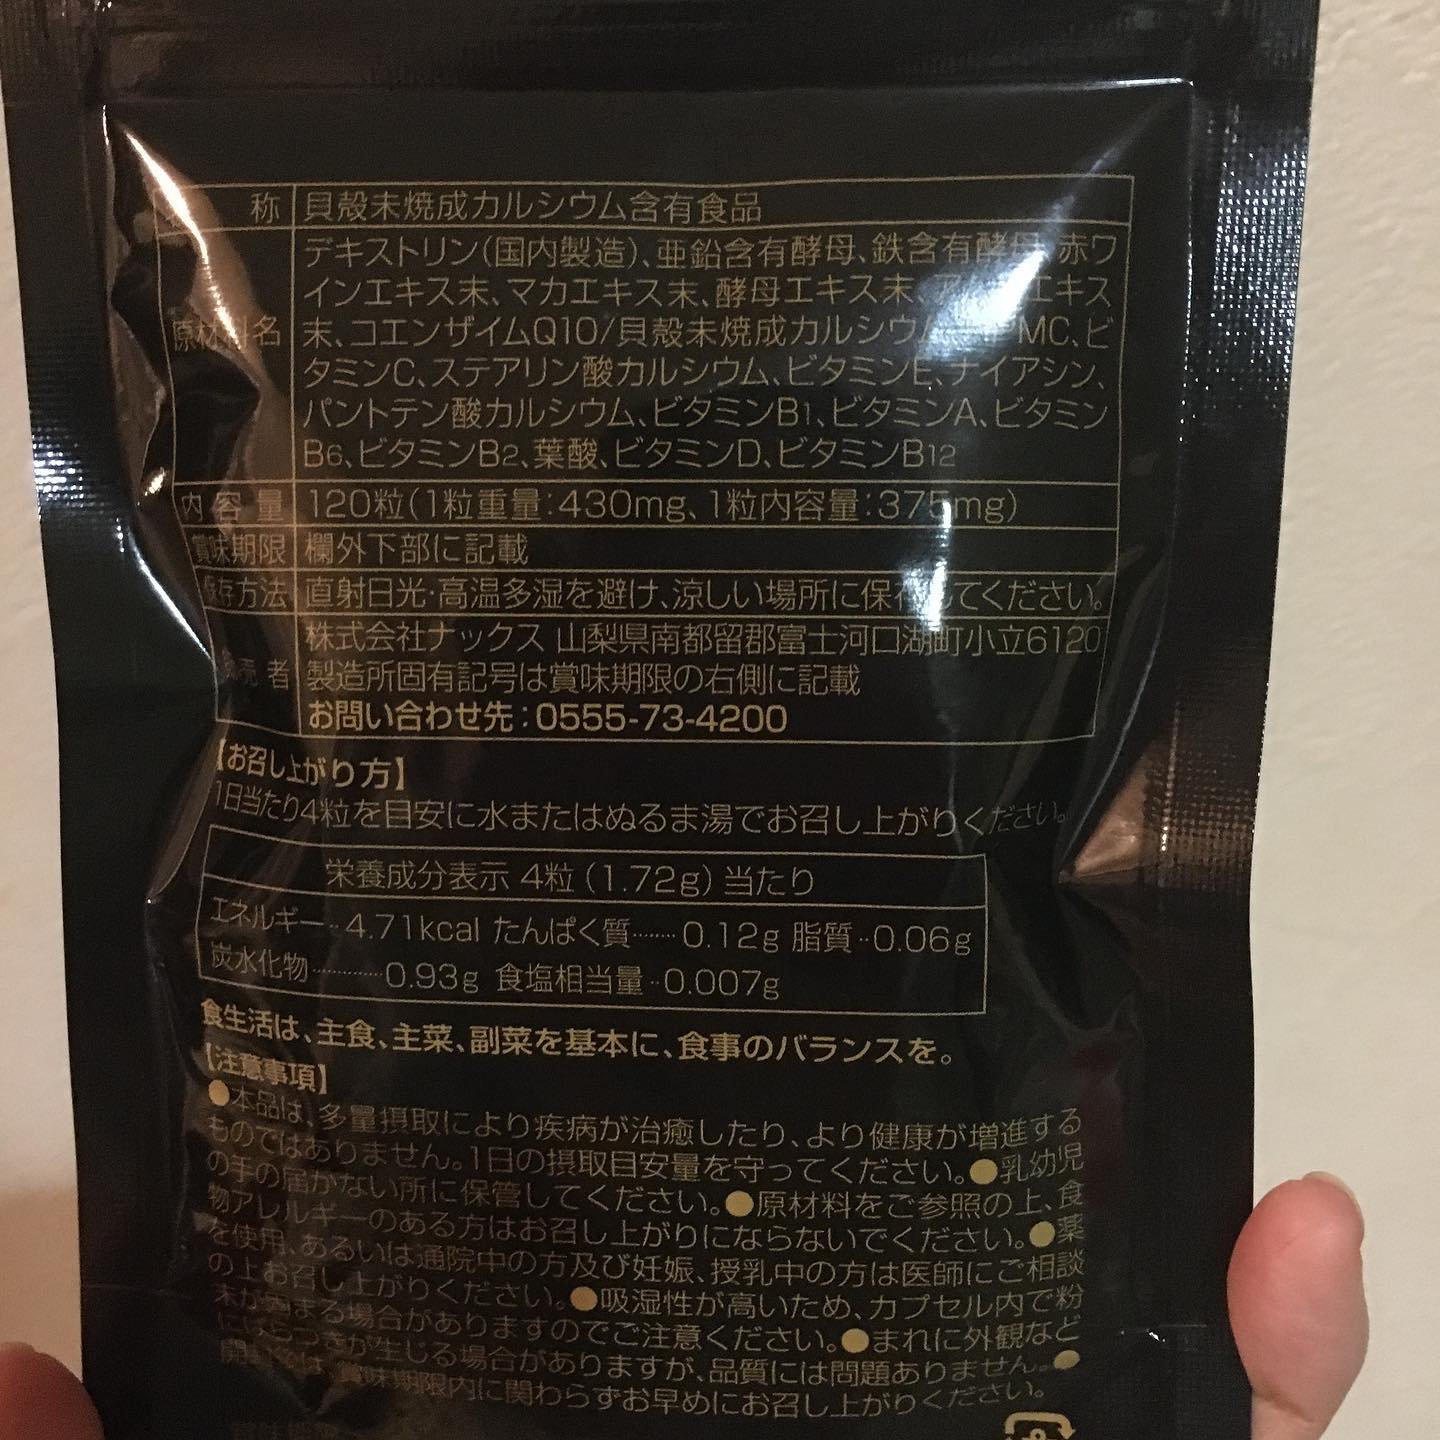 称 貝殻未焼成カルシウム含有食品
原材料名 デキストリン(国内製造)、亜鉛含有酵母、鉄含有酵母、赤ワ
インエキス末、マカエキス末、酵母エキス末、 エキス
末、コエンザイムQ10/貝殻未焼成カルシウム、 PMC、ビ
タミンC、ステアリン酸カルシウム、ビタミンE、ナイアシン、
パントテン酸カルシウム、ビタミンB1、ビタミンA、ビタミン
B6、ビタミンB2、葉酸、ビタミンD、ビタミンB12
内容量 120粒(1粒重量:430mg、1粒内容量:375mg)
賞味期限 欄外下部に記載
保存方法 直射日光・高温多湿を避け、涼しい場所に保存してください。
販売者 株式会社ナックス 山梨県南都留郡富士河口湖町小立6120
製造所固有記号は賞味期限の右側に記載
お問い合わせ先:0555-73-4200
【お召し上がり方】
1日当たり4粒を目安に水またはぬるま湯でお召し上がりください。
栄養成分表示 4粒(1.72g)当たり
エネルギー‥4.71kcal たんぱく質‥‥‥0.12g 脂質‥0.06g
炭水化物‥‥‥‥‥0.93g 食塩相当量‥0.007g
食生活は、主食、主菜、副菜を基本に、食事のバランスを。
【注意事項】
●本品は、多量摂取により疾病が治癒したり、より健康が増進する
ものではありません。1日の摂取目安量を守ってください。●乳幼児
の手の届かない所に保管してください。●原材料をご参照の上、食
物アレルギーのある方はお召し上がりにならないでください。●薬
を使用、あるいは通院中の方及び妊娠、授乳中の方は医師にご相談
の上お召し上がりください。●吸湿性が高いため、カプセル内で粉
末が固まる場合がありますのでご注意ください。●まれに外観など
にばらつきが生じる場合がありますが、品質には問題ありません。●
開封後は、賞味期限内に関わらずお早めにお召し上がりください。